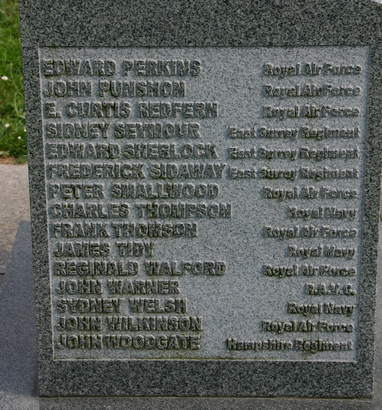 EDWARD PERKINS Royal Air Force
JOHN PUNSHON Royal Air Force
E. CURTIS REDFERN Royal Air Force
SIDNEY SEYMOUR East Surrey Regiment
EDWARD SHERLOCK East Surrey Regiment
FREDERICK SIDAWAY East Surrey Regiment
PETER SMALLWOOD Royal Air Force
CHARLES THOMPSON Royal Navy
FRANK THOMSON Royal Air Force
JAMES TIDY Royal Navy
REGINALD WALFORD Royal Air Force
JOHN WARNER
SYDNEY WELSH Royal Navy
JOHN WILKINSON Royal Air Force
JOHN WOODGATE Hampshire Regiment